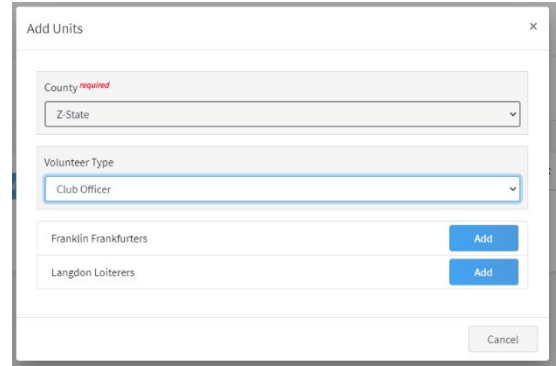 Add Units ×
County required
Z-State
Volunteer Type
Club Officer
Franklin Frankfurters Add
Langdon Loiterers Add
Cancel